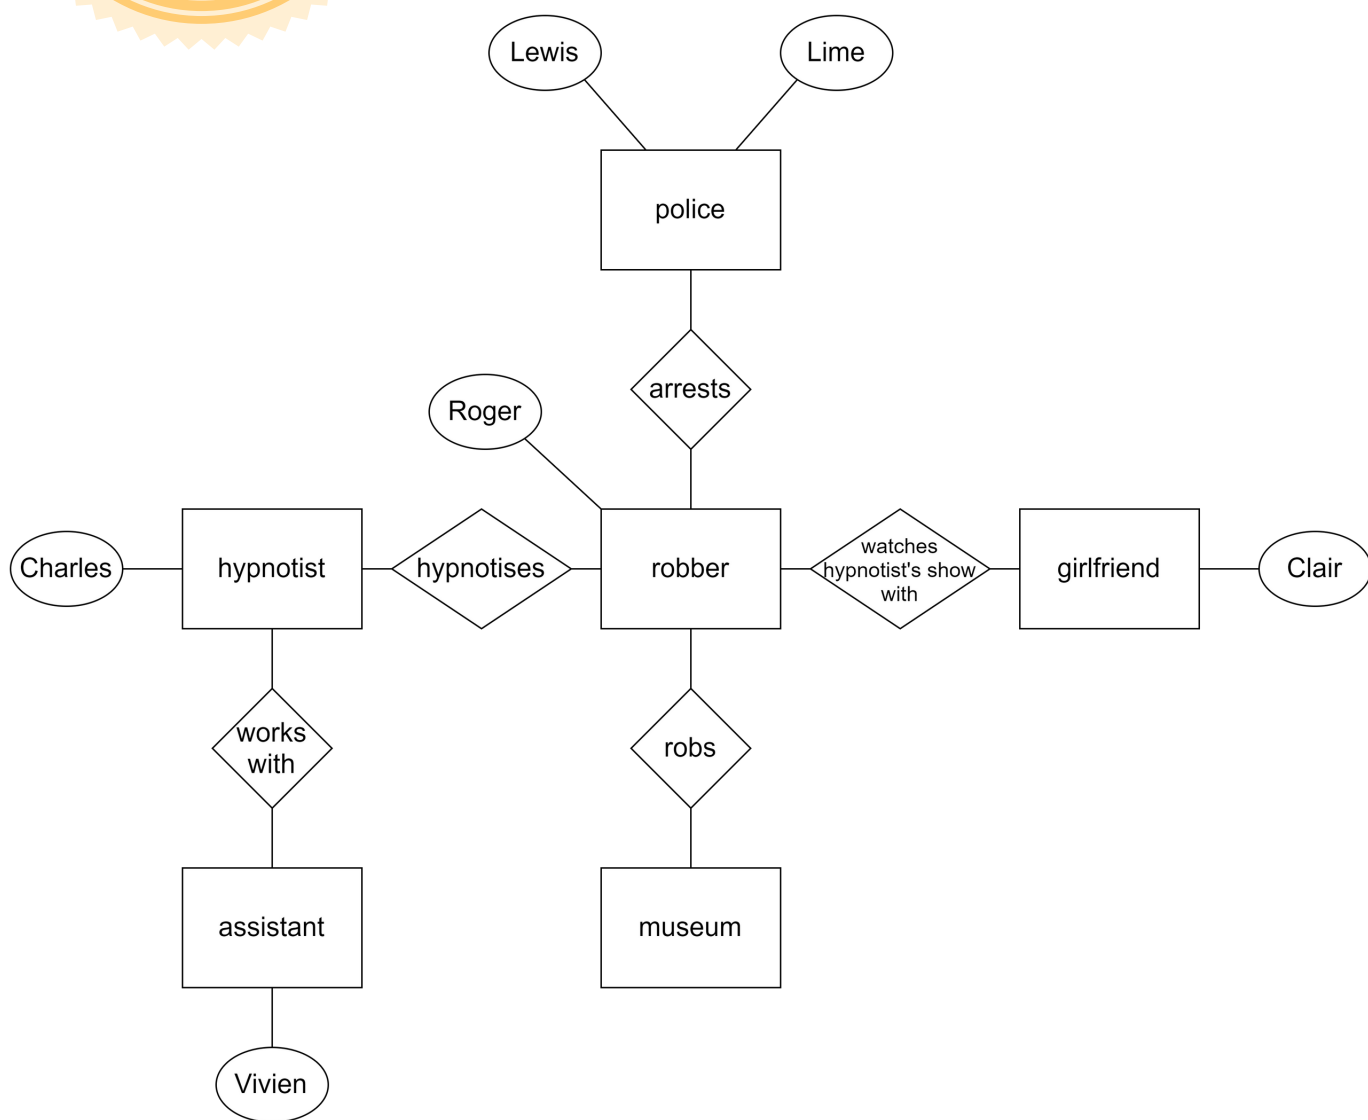 Lewis
Lime
police
arrests
Roger
Charles
hypnotist
hypnotises
robber
watches
hypnotist's show
with
girlfriend
Clair
works
with
robs
assistant
museum
Vivien